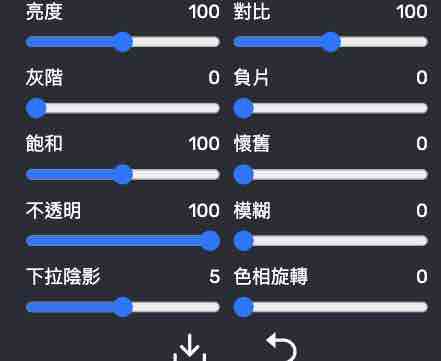 亮度 100 對比 100
灰階 0 負片 0
飽和 100 懷舊 0
不透明 100 模糊 0
下拉陰影 5 色相旋轉 0